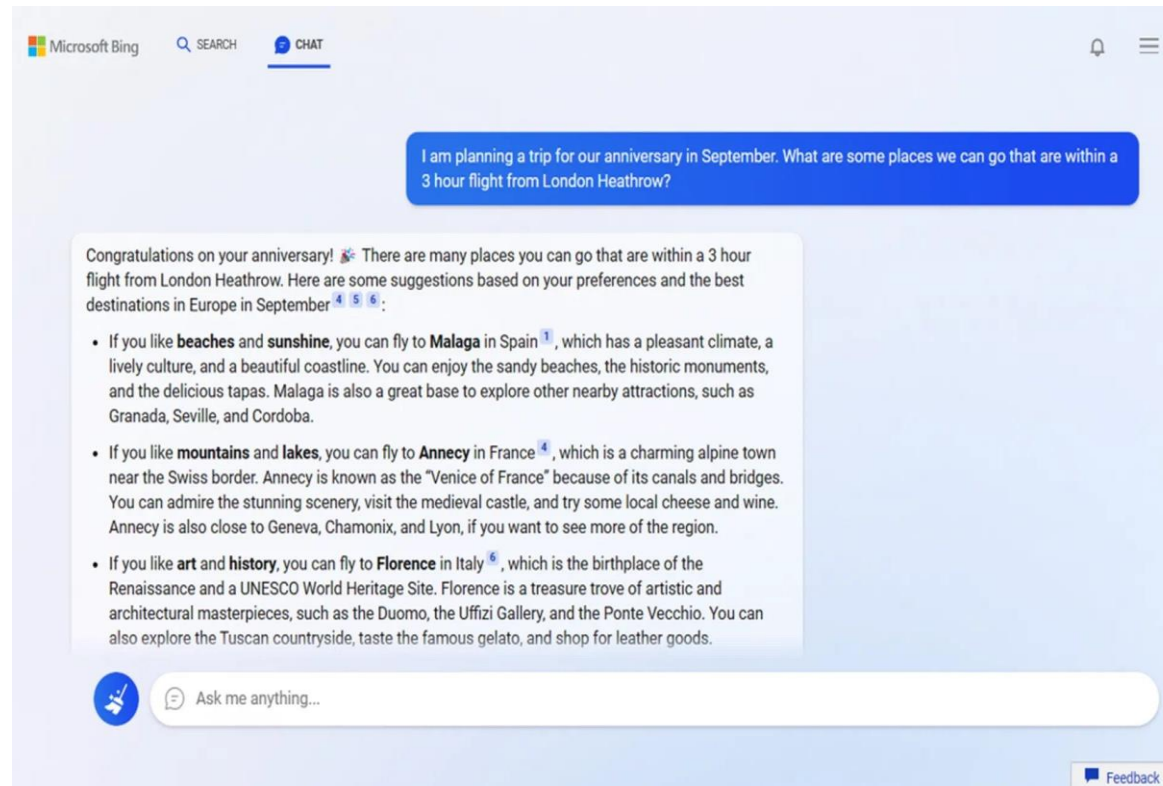 Microsoft Bing SEARCH CHAT
I am planning a trip for our anniversary in September. What are some places we can go that are within a
3 hour flight from London Heathrow?
Congratulations on your anniversary! 🎉 There are many places you can go that are within a 3 hour
flight from London Heathrow. Here are some suggestions based on your preferences and the best
destinations in Europe in September 4 5 6 :
• If you like beaches and sunshine, you can fly to Malaga in Spain 1 , which has a pleasant climate, a
lively culture, and a beautiful coastline. You can enjoy the sandy beaches, the historic monuments,
and the delicious tapas. Malaga is also a great base to explore other nearby attractions, such as
Granada, Seville, and Cordoba.
• If you like mountains and lakes, you can fly to Annecy in France 4 , which is a charming alpine town
near the Swiss border. Annecy is known as the “Venice of France” because of its canals and bridges.
You can admire the stunning scenery, visit the medieval castle, and try some local cheese and wine.
Annecy is also close to Geneva, Chamonix, and Lyon, if you want to see more of the region.
• If you like art and history, you can fly to Florence in Italy 6 , which is the birthplace of the
Renaissance and a UNESCO World Heritage Site. Florence is a treasure trove of artistic and
architectural masterpieces, such as the Duomo, the Uffizi Gallery, and the Ponte Vecchio. You can
also explore the Tuscan countryside, taste the famous gelato, and shop for leather goods.
Ask me anything...
Feedback